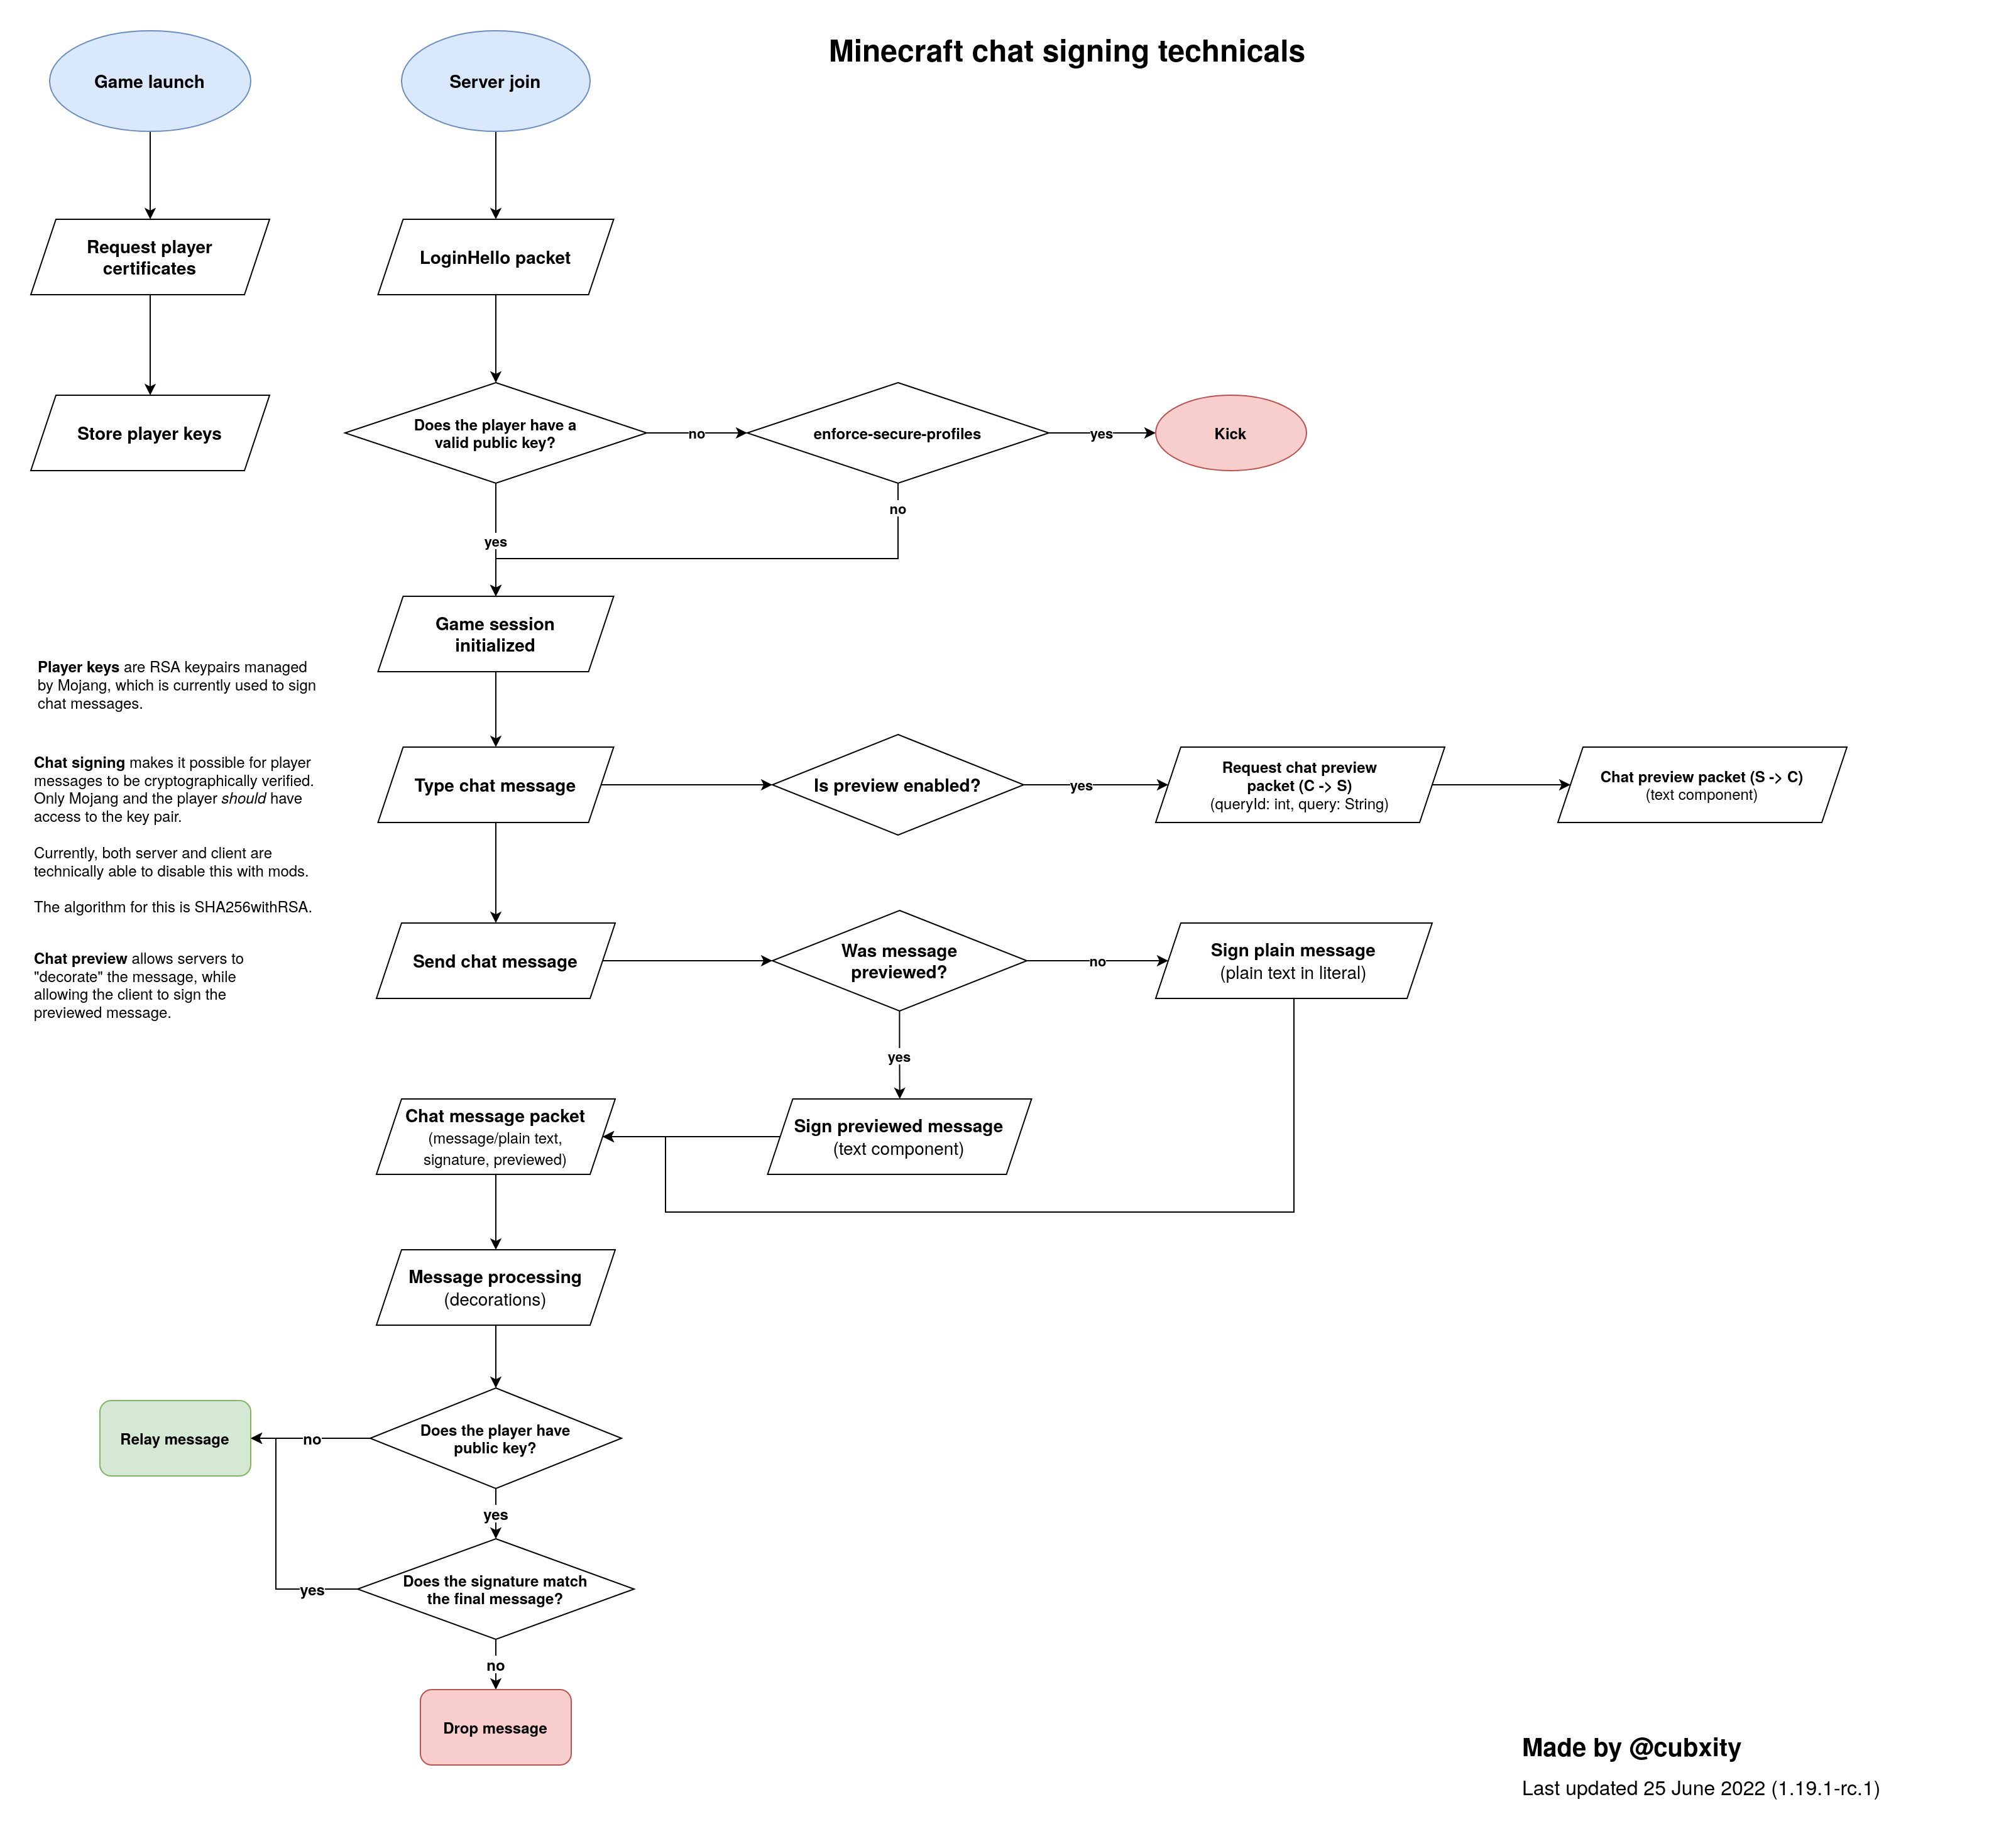 Minecraft chat signing technicals
Game launch
Server join
Request player
certificates
LoginHello packet
Store player keys
Does the player have a
valid public key?
no
enforce-secure-profiles
yes
Kick
no
yes
Game session
initialized
Player keys are RSA keypairs managed
by Mojang, which is currently used to sign
chat messages.
Chat signing makes it possible for player
messages to be cryptographically verified.
Only Mojang and the player should have
access to the key pair.
Currently, both server and client are
technically able to disable this with mods.
The algorithm for this is SHA256withRSA.
Chat preview allows servers to
"decorate" the message, while
allowing the client to sign the
previewed message.
Type chat message
Is preview enabled?
yes
Request chat preview
packet (C -> S)
(queryId: int, query: String)
Chat preview packet (S -> C)
(text component)
Send chat message
Was message
previewed?
no
Sign plain message
(plain text in literal)
yes
Chat message packet
(message/plain text,
signature, previewed)
Sign previewed message
(text component)
Message processing
(decorations)
Relay message
no
Does the player have
public key?
yes
yes
Does the signature match
the final message?
no
Drop message
Made by @cubxity
Last updated 25 June 2022 (1.19.1-rc.1)